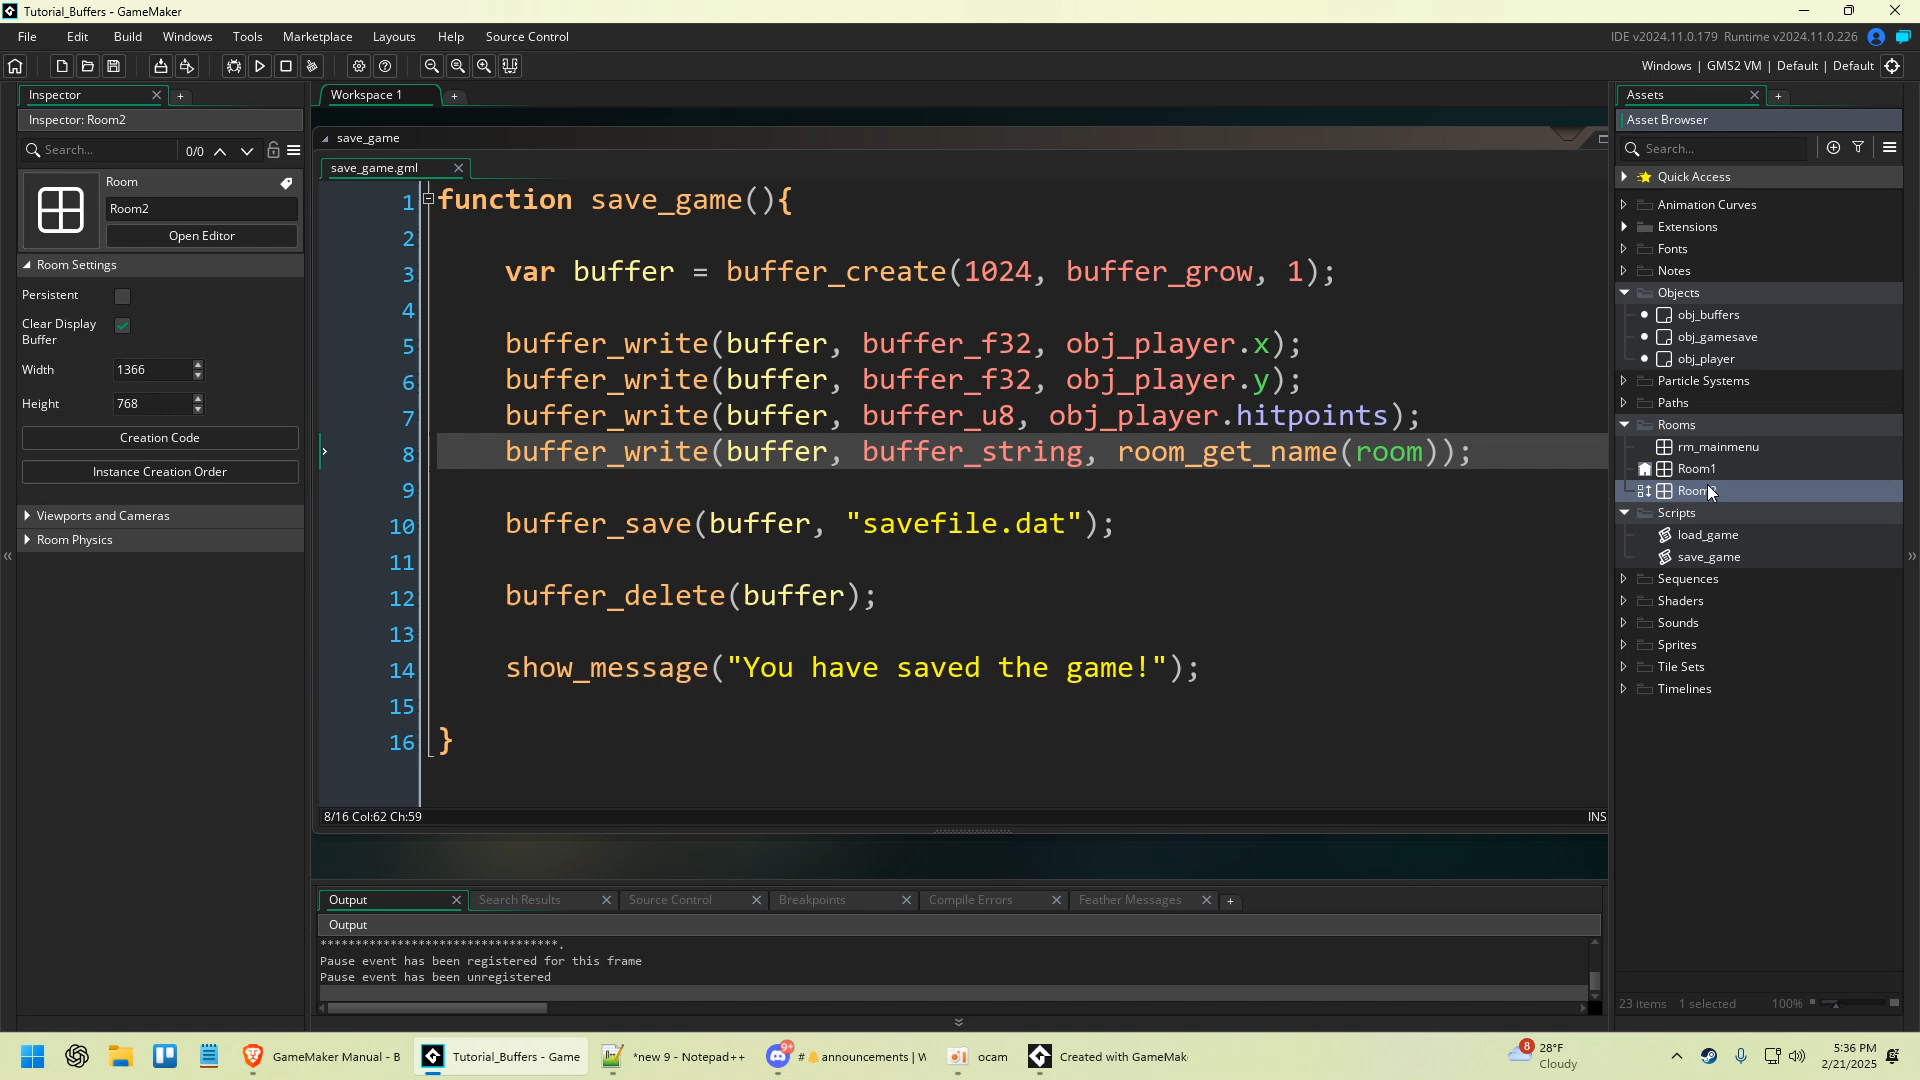 Tutorial_Buffers - GameMaker
File Edit Build Windows Tools Marketplace Layouts Help Source Control
IDE v2024.11.0.179 Runtime v2024.11.0.226
Windows | GMS2 VM | Default | Default
Inspector
Inspector: Room2
Search...
0/0
Room
Room2
Open Editor
Room Settings
Persistent
Clear Display
Buffer
Width
1366
Height
768
Creation Code
Instance Creation Order
Viewports and Cameras
Room Physics
Workspace 1
save_game
save_game.gml
1 function save_game(){
2
3 var buffer = buffer_create(1024, buffer_grow, 1);
4
5 buffer_write(buffer, buffer_f32, obj_player.x);
6 buffer_write(buffer, buffer_f32, obj_player.y);
7 buffer_write(buffer, buffer_u8, obj_player.hitpoints);
8 buffer_write(buffer, buffer_string, room_get_name(room));
9
10 buffer_save(buffer, "savefile.dat");
11
12 buffer_delete(buffer);
13
14 show_message("You have saved the game!");
15
16 }
8/16 Col:62 Ch:59
INS
Output
Search Results
Source Control
Breakpoints
Compile Errors
Feather Messages
Output
**********************************.
Pause event has been registered for this frame
Pause event has been unregistered
Assets
Asset Browser
Search...
Quick Access
Animation Curves
Extensions
Fonts
Notes
Objects
obj_buffers
obj_gamesave
obj_player
Particle Systems
Paths
Rooms
rm_mainmenu
Room1
Scripts
load_game
save_game
Sequences
Shaders
Sounds
Sprites
Tile Sets
Timelines
23 items 1 selected 100%
GameMaker Manual - B
Tutorial_Buffers - Game
*new 9 - Notepad++
9+
# announcements | W
ocam
Created with GameMak
8
28°F
Cloudy
5:36 PM
2/21/2025